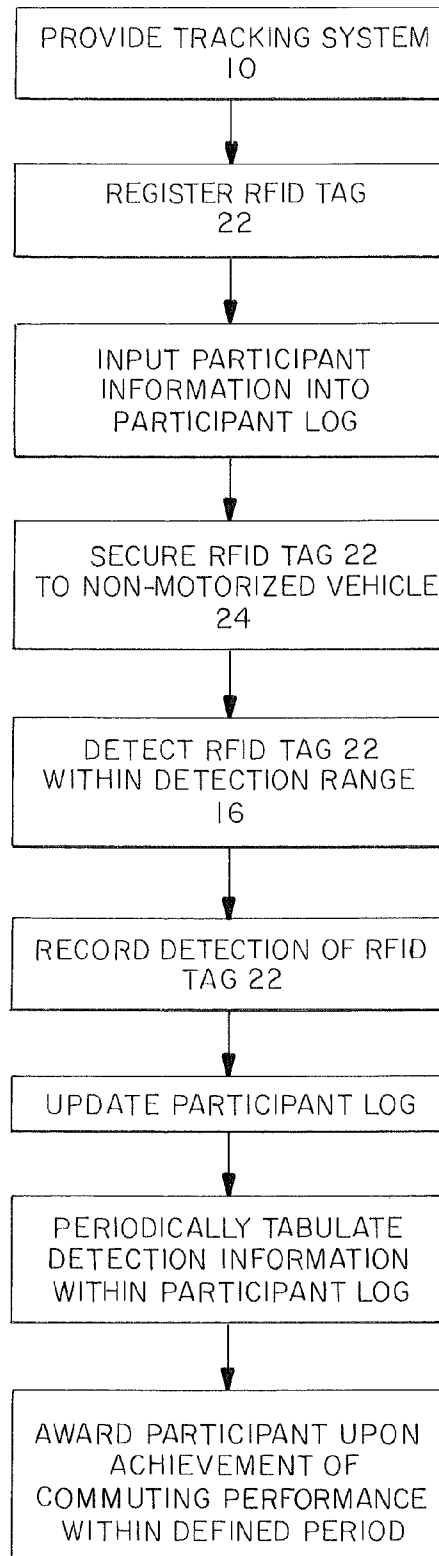 PROVIDE TRACKING SYSTEM
10
REGISTER RFID TAG
22
INPUT PARTICIPANT
INFORMATION INTO
PARTICIPANT LOG
SECURE RFID TAG 22
TO NON-MOTORIZED VEHICLE
24
DETECT RFID TAG 22
WITHIN DETECTION RANGE
16
RECORD DETECTION OF RFID
TAG 22
UPDATE PARTICIPANT LOG
PERIODICALLY TABULATE
DETECTION INFORMATION
WITHIN PARTICIPANT LOG
AWARD PARTICIPANT UPON
ACHIEVEMENT OF
COMMUTING PERFORMANCE
WITHIN DEFINED PERIOD